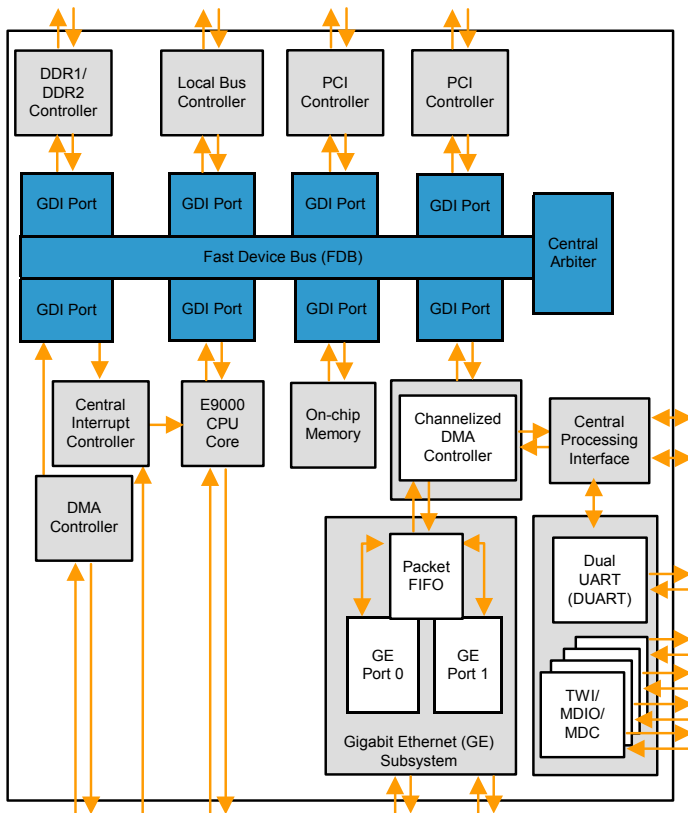 DDR1/
DDR2
Controller
Local Bus
Controller
PCI
Controller
PCI
Controller
GDI Port
GDI Port
GDI Port
GDI Port
Fast Device Bus (FDB)
Central
Arbiter
GDI Port
GDI Port
GDI Port
GDI Port
Central
Interrupt
Controller
E9000
CPU
Core
On-chip
Memory
Channelized
DMA
Controller
Central
Processing
Interface
DMA
Controller
Packet
FIFO
Dual
UART
(DUART)
GE
Port 0
GE
Port 1
TWI/
MDIO/
MDC
Gigabit Ethernet (GE)
Subsystem